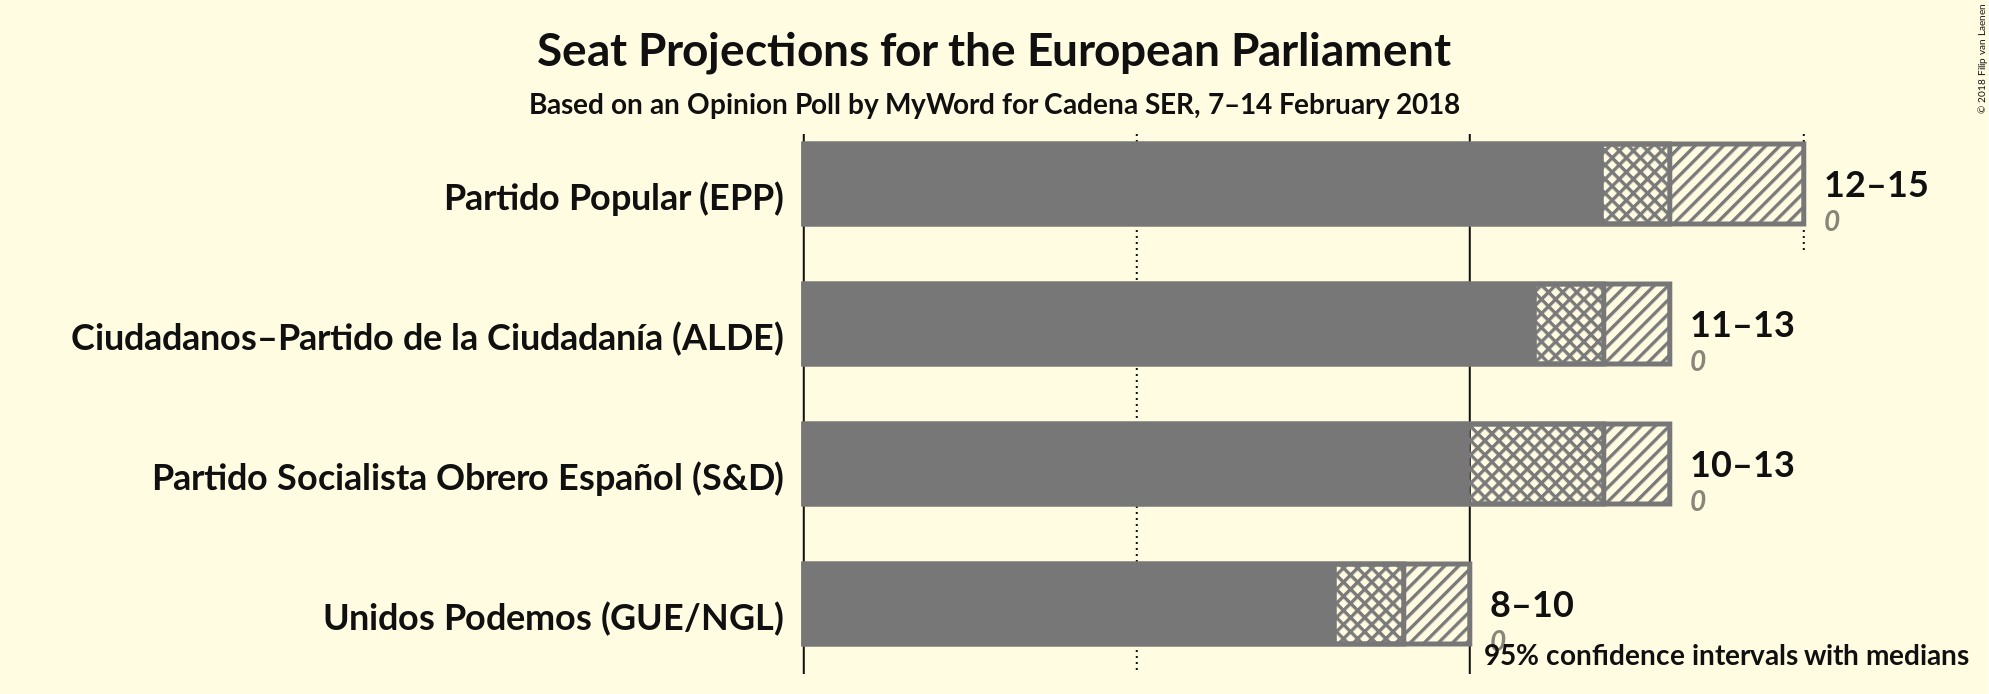 Seat Projections for the European Parliament
Based on an Opinion Poll by MyWord for Cadena SER, 7–14 February 2018
© 2018 Filip van Laenen
Partido Popular (EPP)
12–15
0
Ciudadanos–Partido de la Ciudadanía (ALDE)
11–13
0
Partido Socialista Obrero Español (S&D)
10–13
0
Unidos Podemos (GUE/NGL)
8–10
0
95% confidence intervals with medians